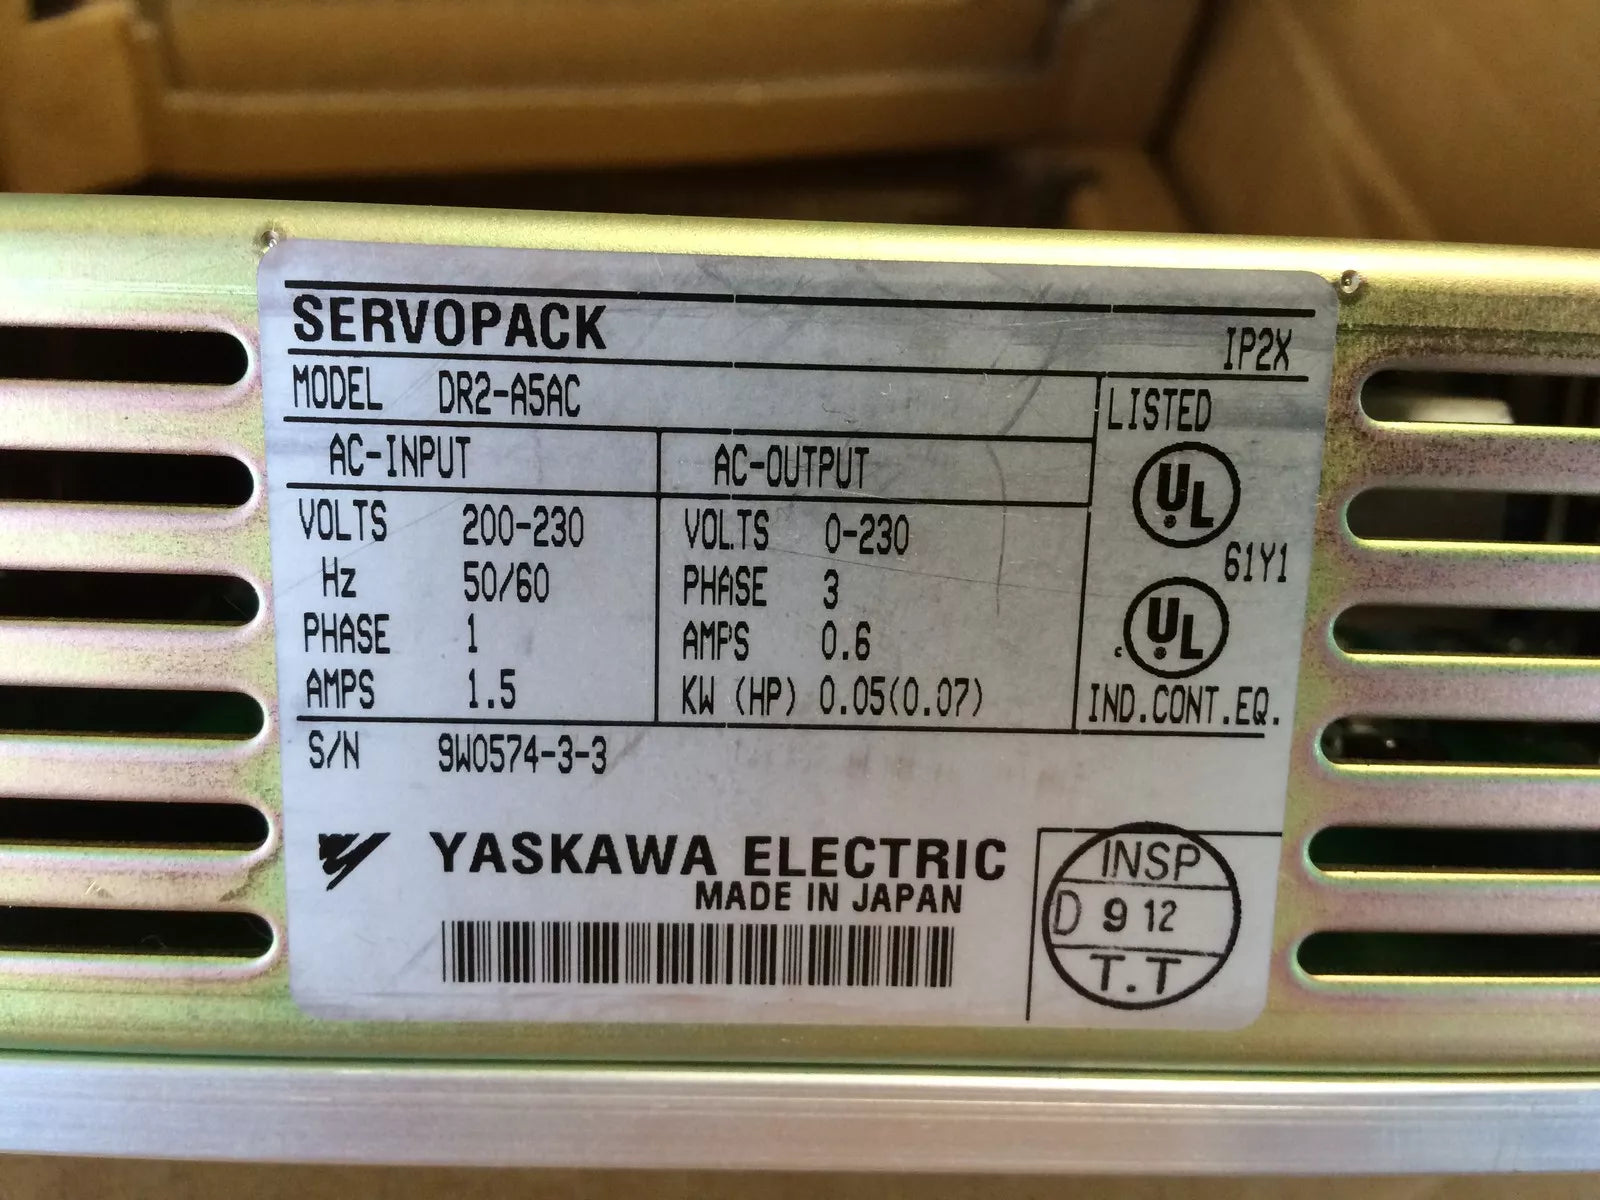 SERVOPACK
IP2X
MODEL DR2-A5AC
LISTED
AC-INPUT AC-OUTPUT
UL
VOLTS 200-230 VOLTS 0-230
61Y1
Hz 50/60 PHASE 3
c UL
PHASE 1 AMPS 0.6
AMPS 1.5 KW (HP) 0.05(0.07)
IND.CONT.EQ.
S/N 9W0574-3-3
YASKAWA ELECTRIC
MADE IN JAPAN
INSP
D 9 12
T.T